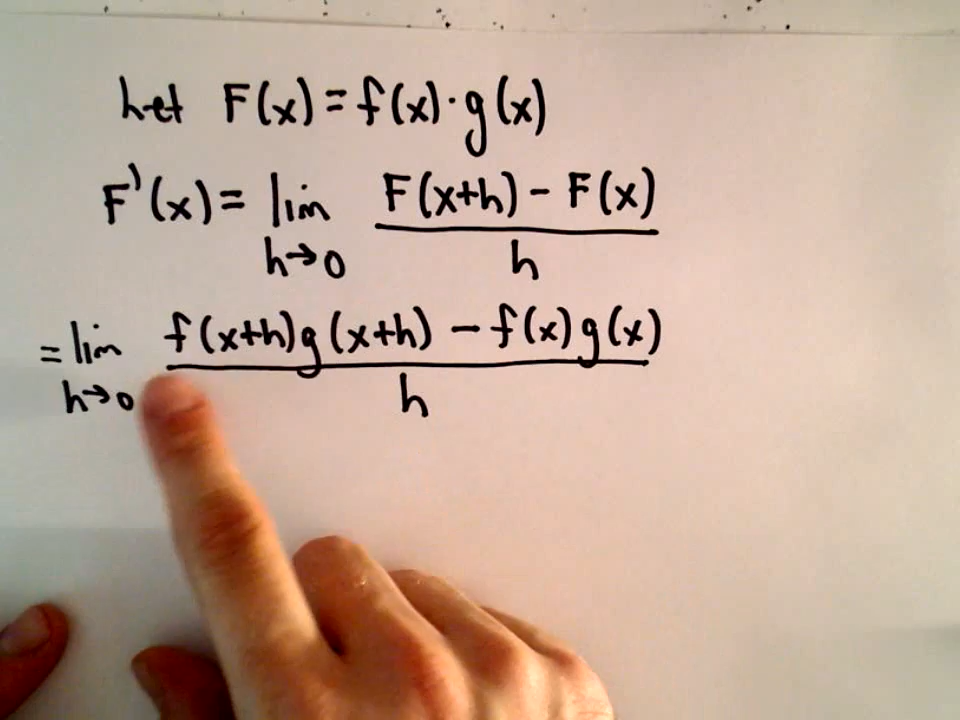 Let F(x) = f(x)·g(x)
F'(x) = lim h→0 F(x+h) - F(x) / h
= lim h→0 f(x+h)g(x+h) - f(x)g(x) / h